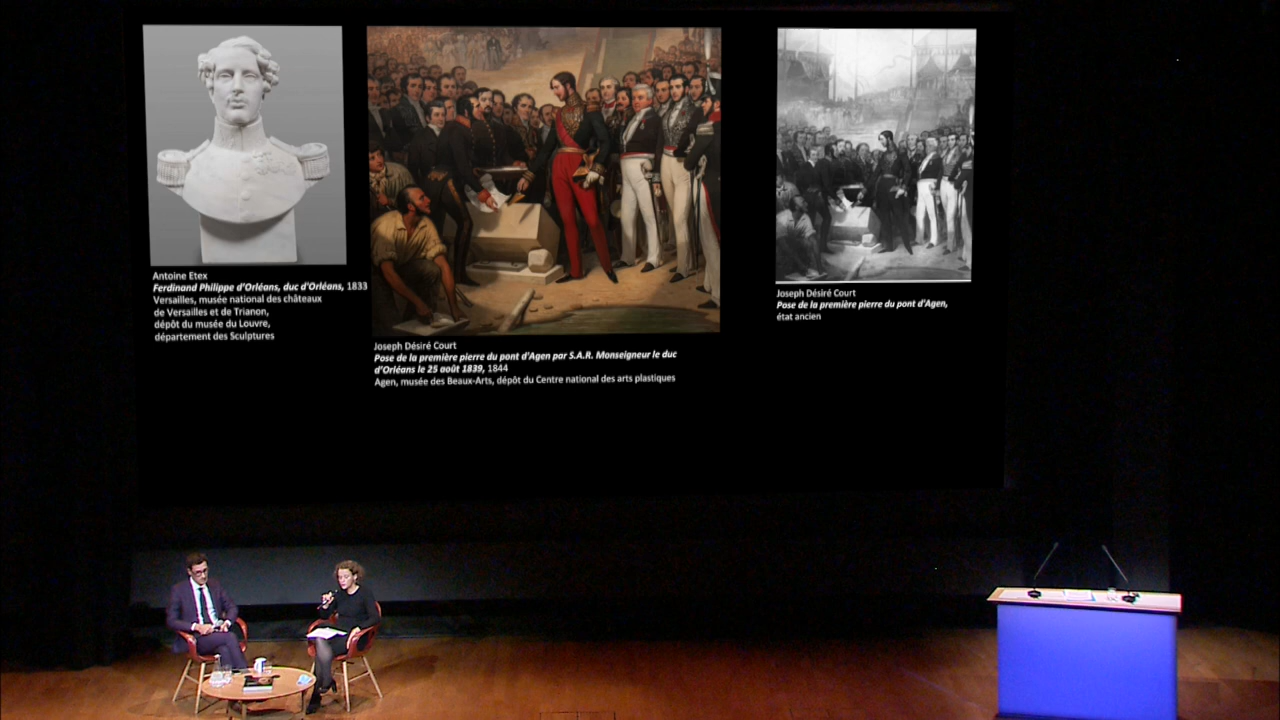 Antoine Etex
Ferdinand Philippe d'Orléans, duc d'Orléans, 1833
Versailles, musée national des châteaux
de Versailles et de Trianon,
dépôt du musée du Louvre,
département des Sculptures
Joseph Désiré Court
Pose de la première pierre du pont d'Agen par S.A.R. Monseigneur le duc
d'Orléans le 25 août 1839, 1844
Agen, musée des Beaux-Arts, dépôt du Centre national des arts plastiques
Joseph Désiré Court
Pose de la première pierre du pont d'Agen,
état ancien